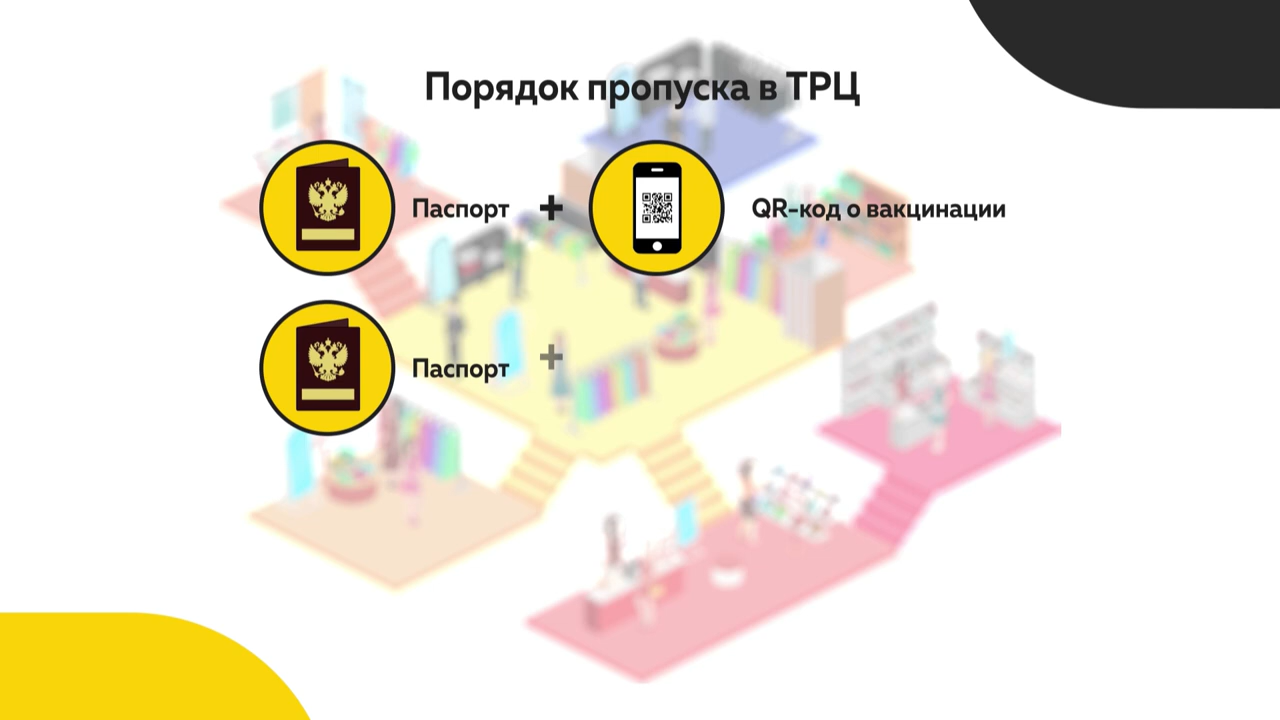 Порядок пропуска в ТРЦ
Паспорт + QR-код о вакцинации
Паспорт +